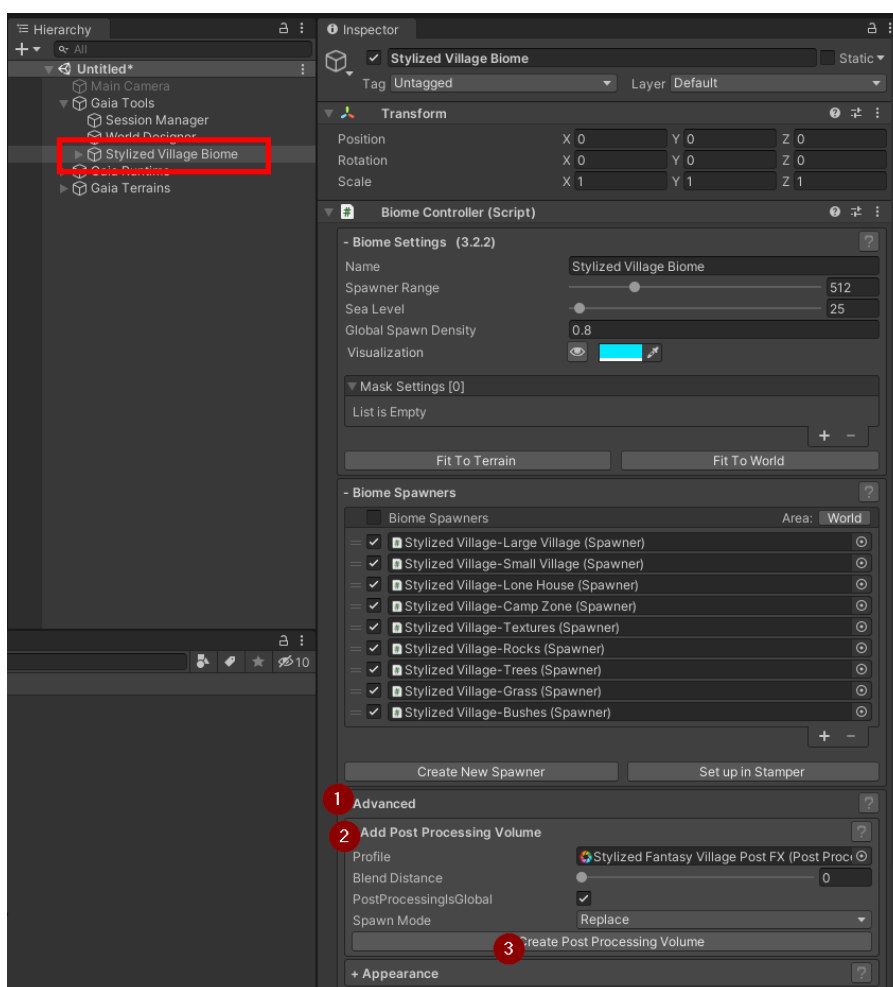 Hierarchy
All
Untitled*
Main Camera
Gaia Tools
Session Manager
World Designer
Stylized Village Biome
Gaia Runtime
Gaia Terrains
10
Inspector
Stylized Village Biome Static
Tag Untagged Layer Default
Transform
Position X 0 Y 0 Z 0
Rotation X 0 Y 0 Z 0
Scale X 1 Y 1 Z 1
# Biome Controller (Script)
- Biome Settings (3.2.2) ?
Name Stylized Village Biome
Spawner Range 512
Sea Level 25
Global Spawn Density 0.8
Visualization
Mask Settings [0]
List is Empty
+ -
Fit To Terrain Fit To World
- Biome Spawners ?
Biome Spawners Area: World
Stylized Village-Large Village (Spawner)
Stylized Village-Small Village (Spawner)
Stylized Village-Lone House (Spawner)
Stylized Village-Camp Zone (Spawner)
Stylized Village-Textures (Spawner)
Stylized Village-Rocks (Spawner)
Stylized Village-Trees (Spawner)
Stylized Village-Grass (Spawner)
Stylized Village-Bushes (Spawner)
+ -
Create New Spawner Set up in Stamper
1 Advanced ?
2 Add Post Processing Volume ?
Profile Stylized Fantasy Village Post FX (Post Proce
Blend Distance 0
PostProcessingIsGlobal
Spawn Mode Replace
3 Create Post Processing Volume
+ Appearance ?